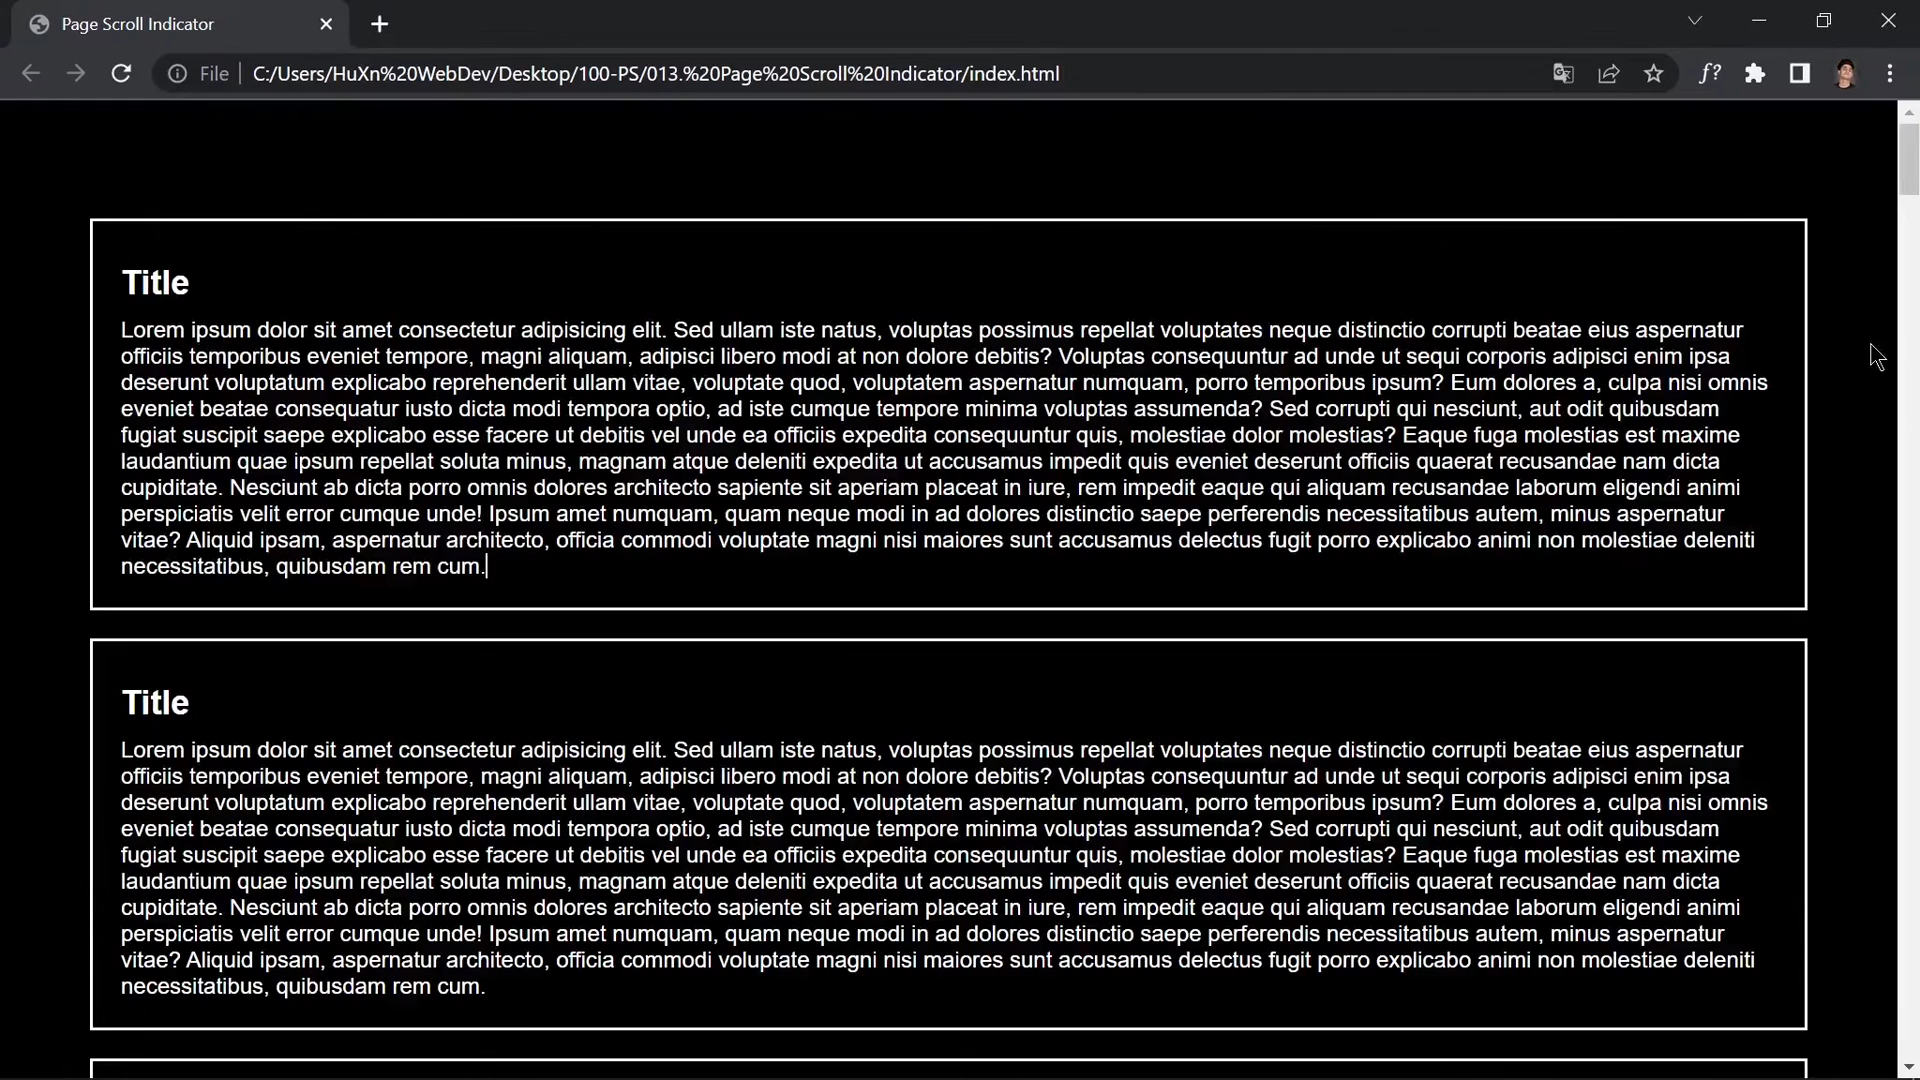 Page Scroll Indicator
File
C:/Users/HuXn%20WebDev/Desktop/100-PS/013.%20Page%20Scroll%20Indicator/index.html
f?
Title
Lorem ipsum dolor sit amet consectetur adipisicing elit. Sed ullam iste natus, voluptas possimus repellat voluptates neque distinctio corrupti beatae eius aspernatur
officiis temporibus eveniet tempore, magni aliquam, adipisci libero modi at non dolore debitis? Voluptas consequuntur ad unde ut sequi corporis adipisci enim ipsa
deserunt voluptatum explicabo reprehenderit ullam vitae, voluptate quod, voluptatem aspernatur numquam, porro temporibus ipsum? Eum dolores a, culpa nisi omnis
eveniet beatae consequatur iusto dicta modi tempora optio, ad iste cumque tempore minima voluptas assumenda? Sed corrupti qui nesciunt, aut odit quibusdam
fugiat suscipit saepe explicabo esse facere ut debitis vel unde ea officiis expedita consequuntur quis, molestiae dolor molestias? Eaque fuga molestias est maxime
laudantium quae ipsum repellat soluta minus, magnam atque deleniti expedita ut accusamus impedit quis eveniet deserunt officiis quaerat recusandae nam dicta
cupiditate. Nesciunt ab dicta porro omnis dolores architecto sapiente sit aperiam placeat in iure, rem impedit eaque qui aliquam recusandae laborum eligendi animi
perspiciatis velit error cumque unde! Ipsum amet numquam, quam neque modi in ad dolores distinctio saepe perferendis necessitatibus autem, minus aspernatur
vitae? Aliquid ipsam, aspernatur architecto, officia commodi voluptate magni nisi maiores sunt accusamus delectus fugit porro explicabo animi non molestiae deleniti
necessitatibus, quibusdam rem cum.
Title
Lorem ipsum dolor sit amet consectetur adipisicing elit. Sed ullam iste natus, voluptas possimus repellat voluptates neque distinctio corrupti beatae eius aspernatur
officiis temporibus eveniet tempore, magni aliquam, adipisci libero modi at non dolore debitis? Voluptas consequuntur ad unde ut sequi corporis adipisci enim ipsa
deserunt voluptatum explicabo reprehenderit ullam vitae, voluptate quod, voluptatem aspernatur numquam, porro temporibus ipsum? Eum dolores a, culpa nisi omnis
eveniet beatae consequatur iusto dicta modi tempora optio, ad iste cumque tempore minima voluptas assumenda? Sed corrupti qui nesciunt, aut odit quibusdam
fugiat suscipit saepe explicabo esse facere ut debitis vel unde ea officiis expedita consequuntur quis, molestiae dolor molestias? Eaque fuga molestias est maxime
laudantium quae ipsum repellat soluta minus, magnam atque deleniti expedita ut accusamus impedit quis eveniet deserunt officiis quaerat recusandae nam dicta
cupiditate. Nesciunt ab dicta porro omnis dolores architecto sapiente sit aperiam placeat in iure, rem impedit eaque qui aliquam recusandae laborum eligendi animi
perspiciatis velit error cumque unde! Ipsum amet numquam, quam neque modi in ad dolores distinctio saepe perferendis necessitatibus autem, minus aspernatur
vitae? Aliquid ipsam, aspernatur architecto, officia commodi voluptate magni nisi maiores sunt accusamus delectus fugit porro explicabo animi non molestiae deleniti
necessitatibus, quibusdam rem cum.